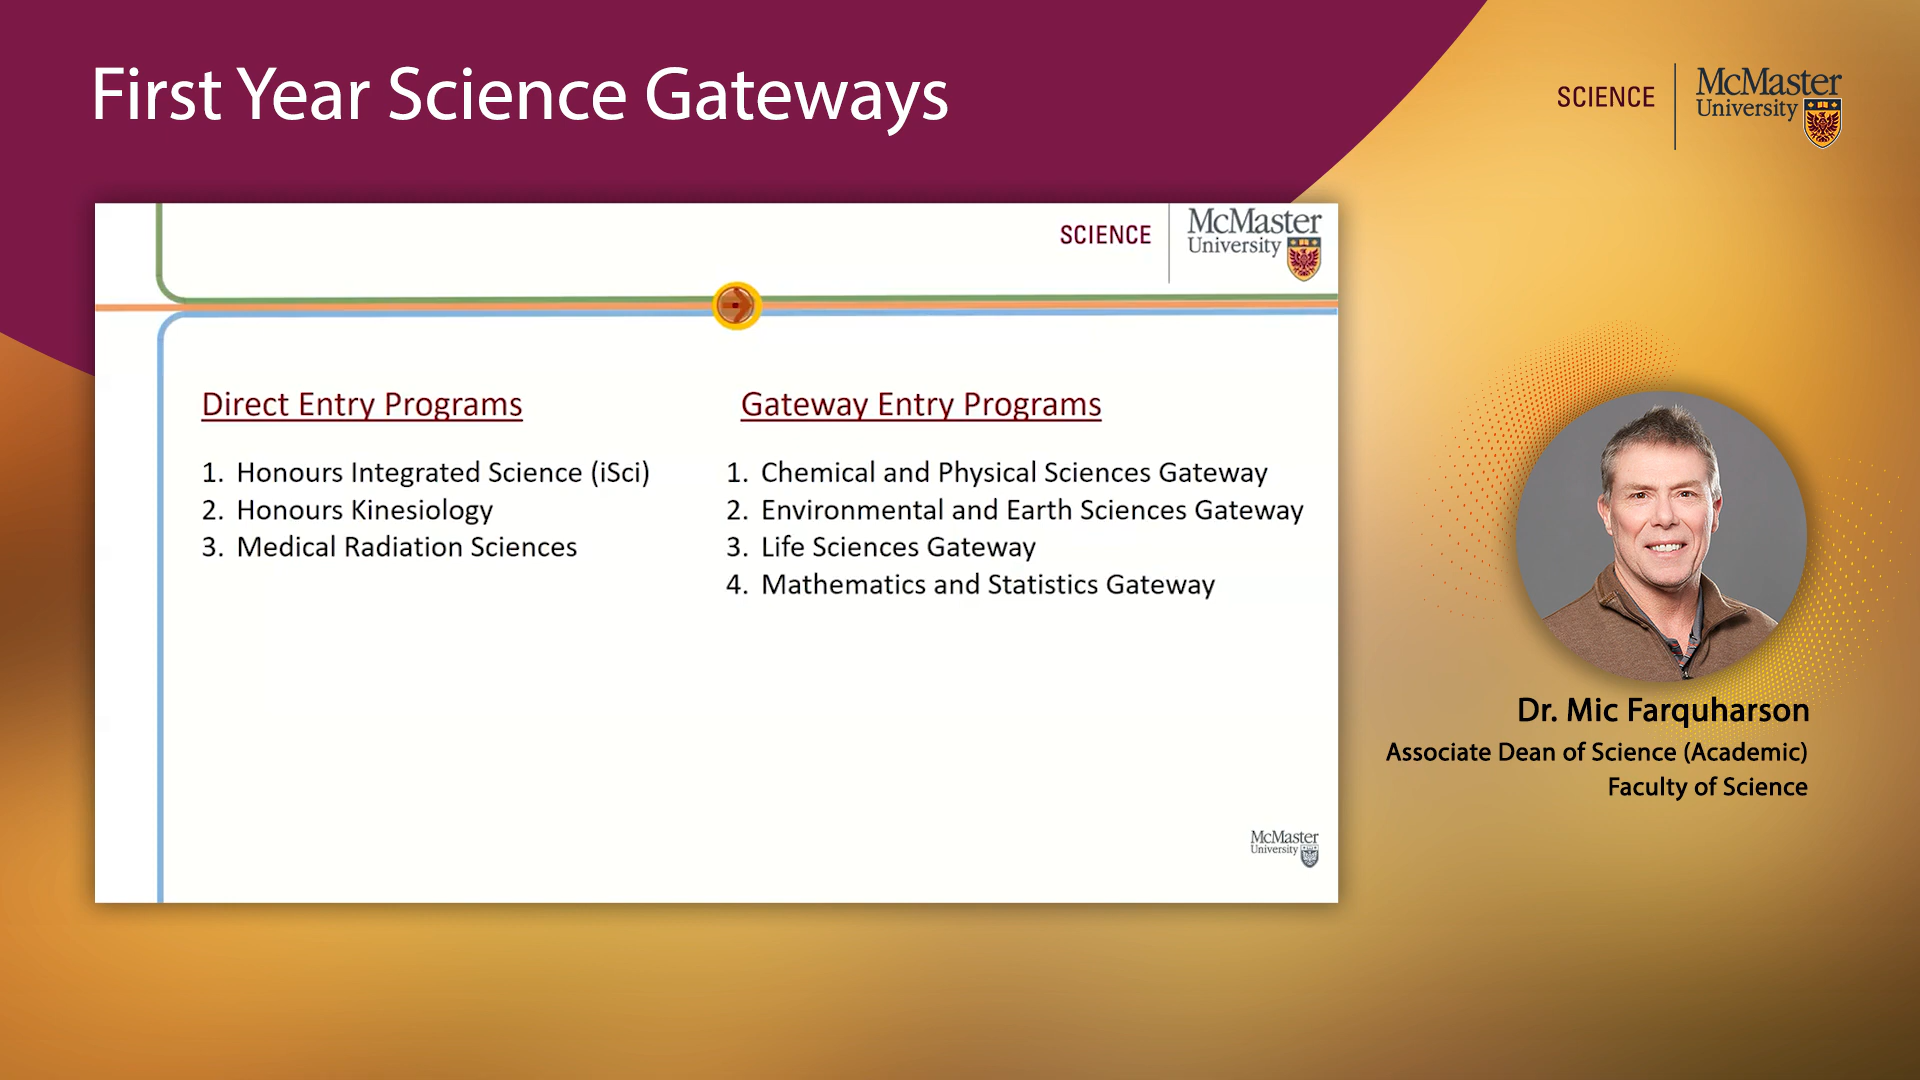 First Year Science Gateways
SCIENCE
McMaster
University
SCIENCE
McMaster
University
Direct Entry Programs
1. Honours Integrated Science (iSci)
2. Honours Kinesiology
3. Medical Radiation Sciences
Gateway Entry Programs
1. Chemical and Physical Sciences Gateway
2. Environmental and Earth Sciences Gateway
3. Life Sciences Gateway
4. Mathematics and Statistics Gateway
McMaster
University
Dr. Mic Farquharson
Associate Dean of Science (Academic)
Faculty of Science